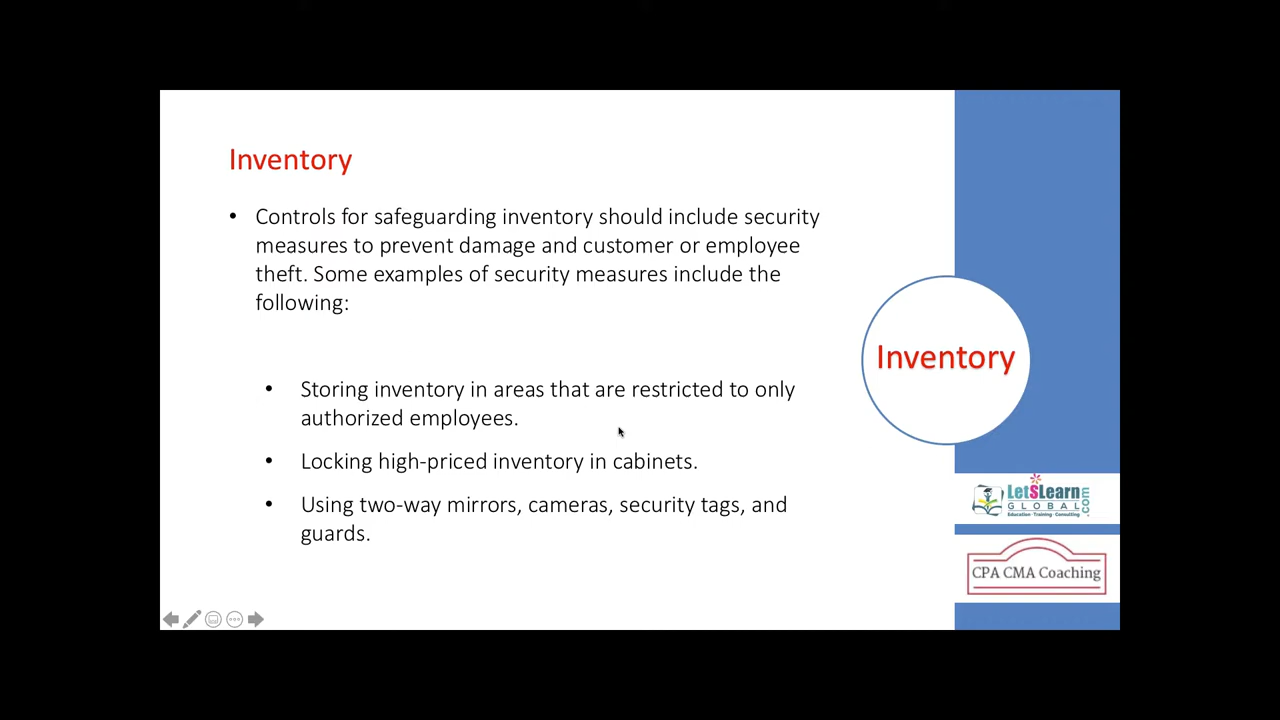 Inventory
• Controls for safeguarding inventory should include security
measures to prevent damage and customer or employee
theft. Some examples of security measures include the
following:
• Storing inventory in areas that are restricted to only
authorized employees.
• Locking high-priced inventory in cabinets.
• Using two-way mirrors, cameras, security tags, and
guards.
Inventory
LetSLearn
GLOBAL.com
Education - Training - Consulting
CPA CMA Coaching